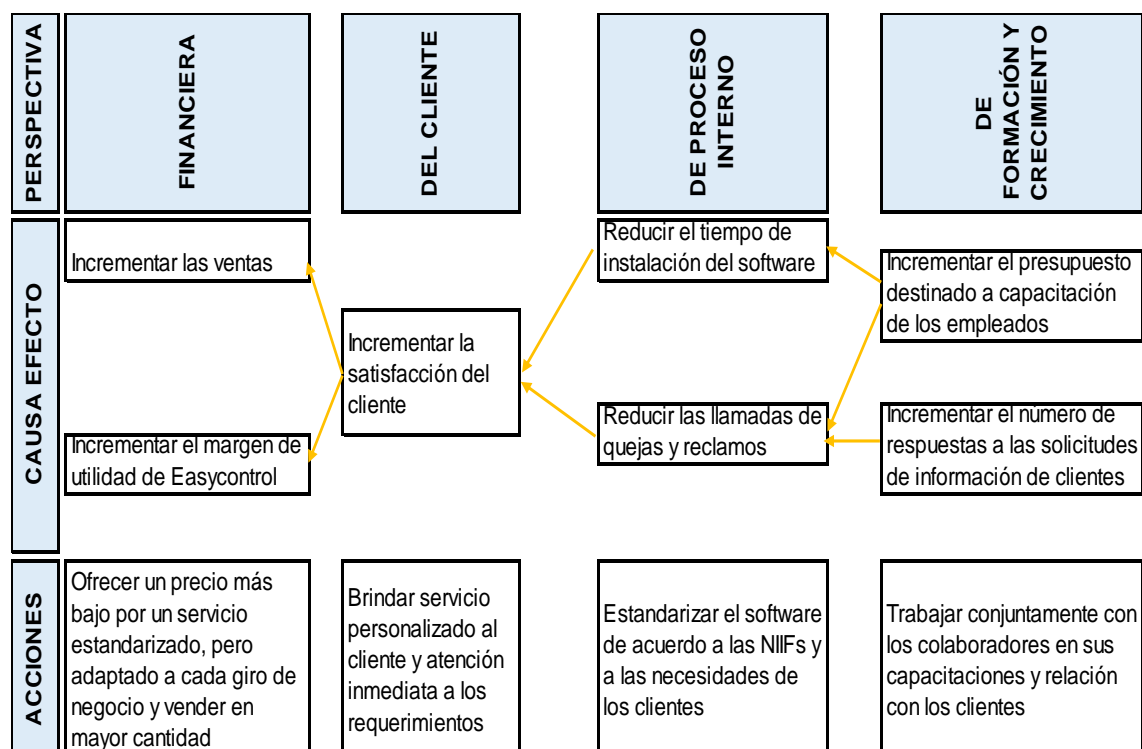 PERSPECTIVA
FINANCIERA
DEL CLIENTE
DE PROCESO
INTERNO
DE
FORMACIÓN Y
CRECIMIENTO
CAUSA EFECTO
Incrementar las ventas
Incrementar el margen de
utilidad de Easycontrol
Incrementar la
satisfacción del
cliente
Reducir el tiempo de
instalación del software
Reducir las llamadas de
quejas y reclamos
Incrementar el presupuesto
destinado a capacitación
de los empleados
Incrementar el número de
respuestas a las solicitudes
de información de clientes
ACCIONES
Ofrecer un precio más
bajo por un servicio
estandarizado, pero
adaptado a cada giro de
negocio y vender en
mayor cantidad
Brindar servicio
personalizado al
cliente y atención
inmediata a los
requerimientos
Estandarizar el software
de acuerdo a las NIIFs y
a las necesidades de
los clientes
Trabajar conjuntamente con
los colaboradores en sus
capacitaciones y relación
con los clientes